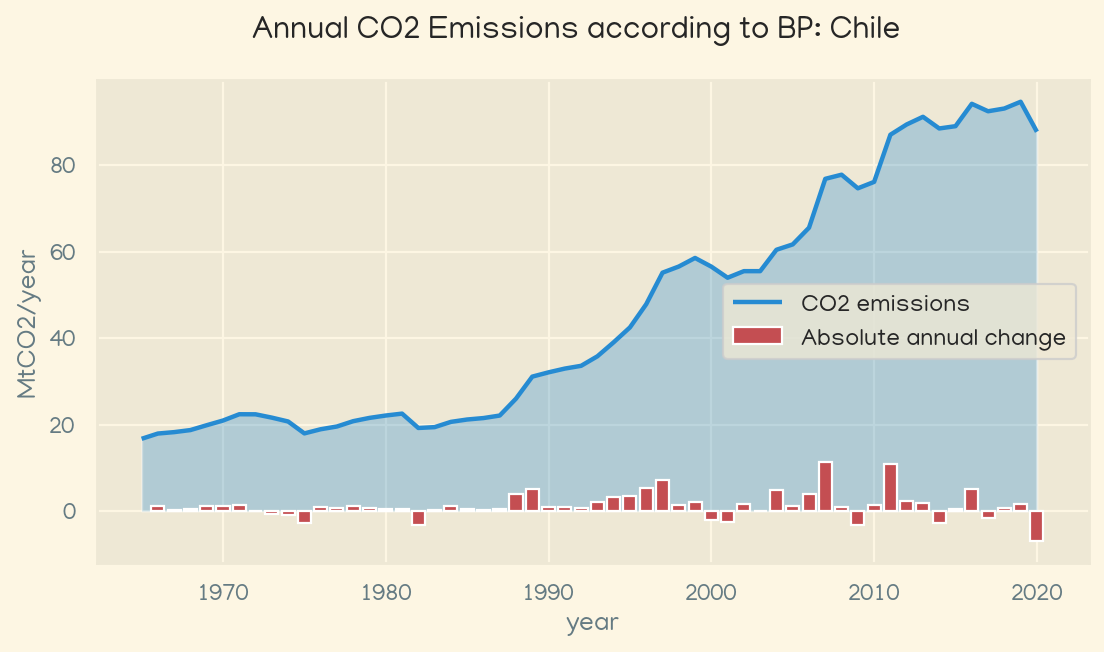 Annual CO2 Emissions according to BP: Chile
MtCO2/year
80
60
40
20
0
CO2 emissions
Absolute annual change
1970 1980 1990 2000 2010 2020
year